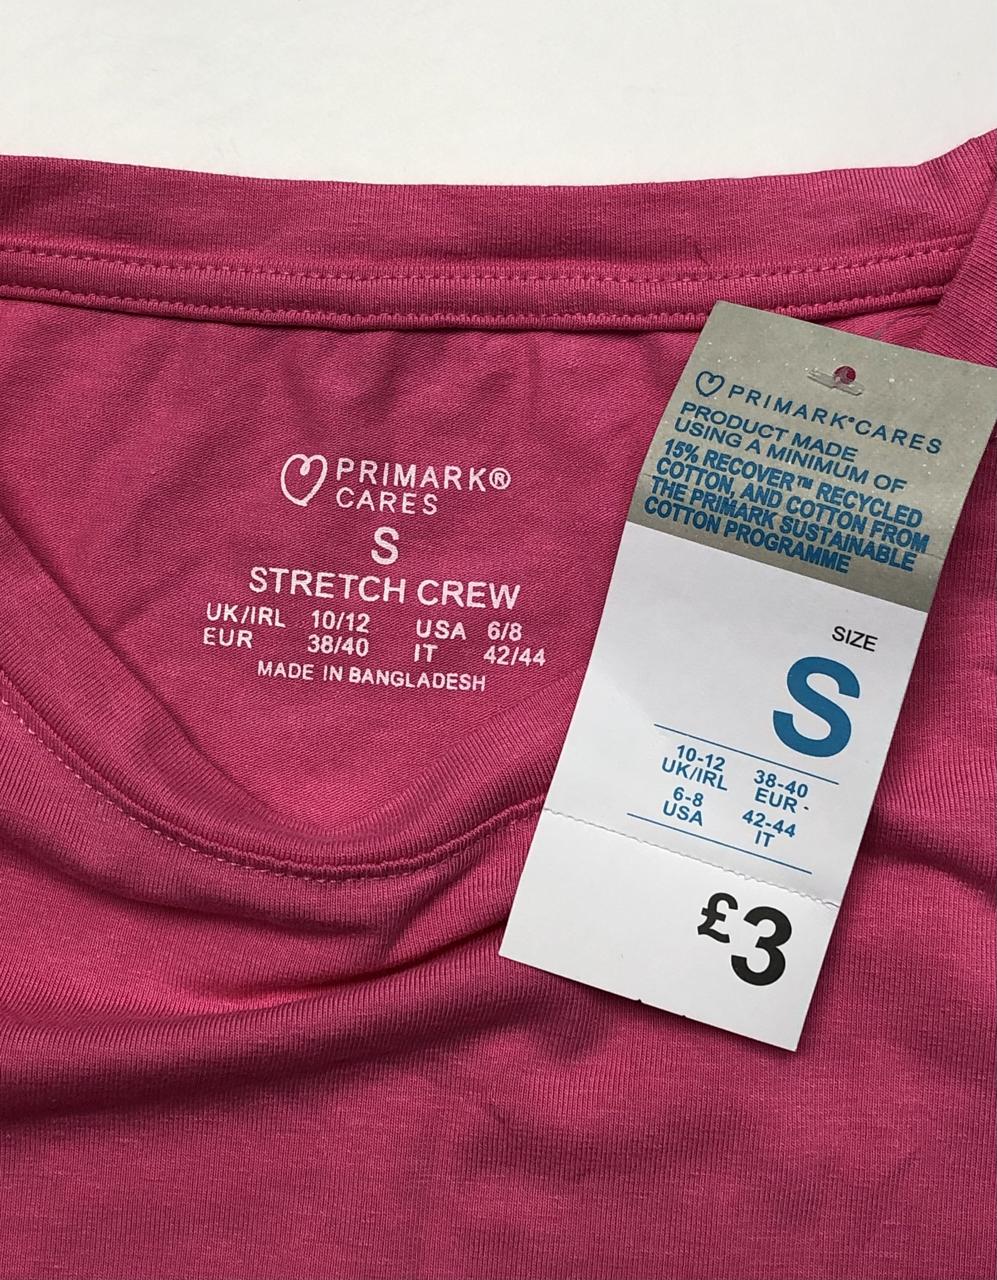 PRIMARK®
CARES
S
STRETCH CREW
UK/IRL 10/12 USA 6/8
EUR 38/40 IT 42/44
MADE IN BANGLADESH
PRIMARK®CARES
PRODUCT MADE
USING A MINIMUM OF
15% RECOVER™ RECYCLED
COTTON, AND COTTON FROM
THE PRIMARK SUSTAINABLE
COTTON PROGRAMME
SIZE
S
10-12 38-40
UK/IRL EUR
6-8 42-44
USA IT
£3